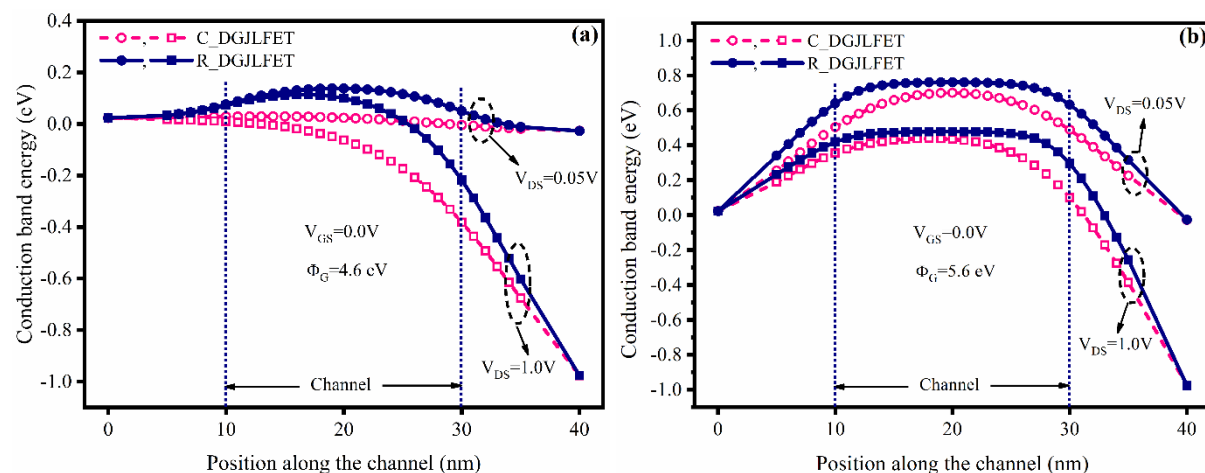 (a)
C_DGJLFET
R_DGJLFET
Conduction band energy (eV)
0.4
0.2
0.0
-0.2
-0.4
-0.6
-0.8
-1.0
V_DS=0.05V
V_GS=0.0V
Φ_G=4.6 eV
V_DS=1.0V
Channel
0 10 20 30 40
Position along the channel (nm)
(b)
C_DGJLFET
R_DGJLFET
Conduction band energy (eV)
1.0
0.8
0.6
0.4
0.2
0.0
-0.2
-0.4
-0.6
-0.8
-1.0
V_DS=0.05V
V_GS=0.0V
Φ_G=5.6 eV
V_DS=1.0V
Channel
0 10 20 30 40
Position along the channel (nm)